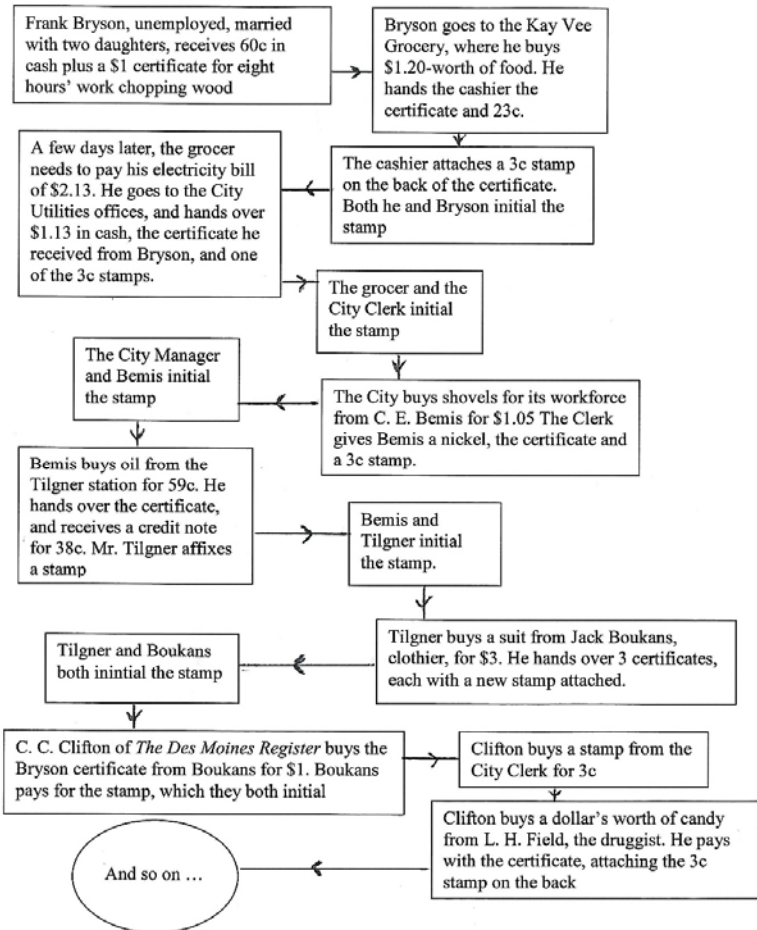 Frank Bryson, unemployed, married
with two daughters, receives 60c in
cash plus a $1 certificate for eight
hours' work chopping wood
Bryson goes to the Kay Vee
Grocery, where he buys
$1.20-worth of food. He
hands the cashier the
certificate and 23c.
The cashier attaches a 3c stamp
on the back of the certificate.
Both he and Bryson initial the
stamp
A few days later, the grocer
needs to pay his electricity bill
of $2.13. He goes to the City
Utilities offices, and hands over
$1.13 in cash, the certificate he
received from Bryson, and one
of the 3c stamps.
The grocer and the
City Clerk initial
the stamp
The City buys shovels for its workforce
from C. E. Bemis for $1.05 The Clerk
gives Bemis a nickel, the certificate and
a 3c stamp.
The City Manager
and Bemis initial
the stamp
Bemis buys oil from the
Tilgner station for 59c. He
hands over the certificate,
and receives a credit note
for 38c. Mr. Tilgner affixes
a stamp
Bemis and
Tilgner initial
the stamp.
Tilgner buys a suit from Jack Boukans,
clothier, for $3. He hands over 3 certificates,
each with a new stamp attached.
Tilgner and Boukans
both inintial the stamp
C. C. Clifton of The Des Moines Register buys the
Bryson certificate from Boukans for $1. Boukans
pays for the stamp, which they both initial
Clifton buys a stamp from the
City Clerk for 3c
Clifton buys a dollar's worth of candy
from L. H. Field, the druggist. He pays
with the certificate, attaching the 3c
stamp on the back
And so on ...